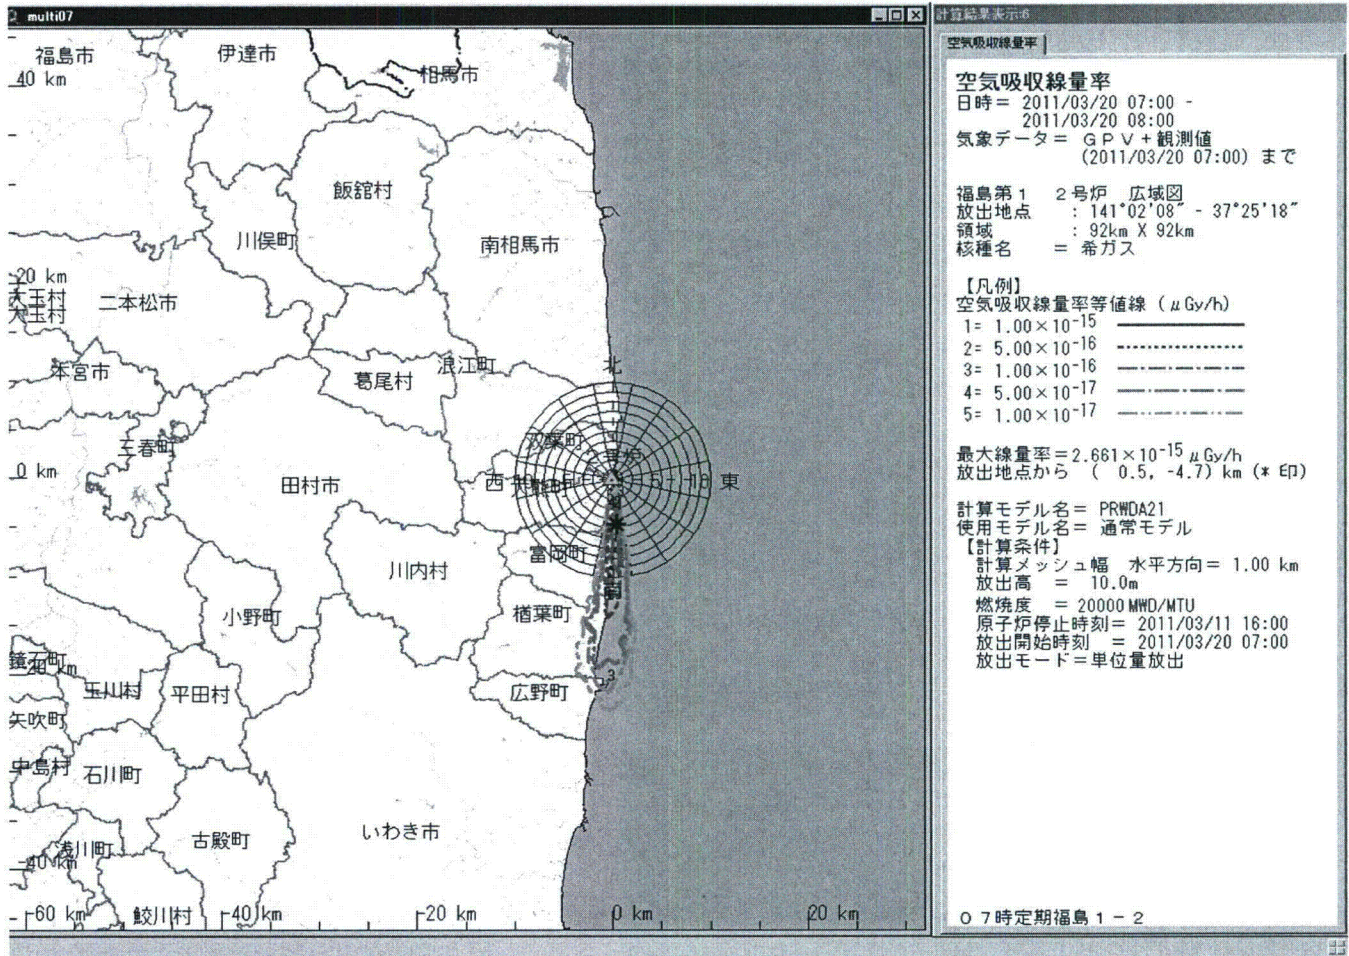 multi07
福島市
伊達市
相馬市
40 km
飯舘村
川俣町
南相馬市
20 km
大玉村
大玉村
二本松市
本宮市
葛尾村
浪江町
北
三春町
双葉町
0 km
田村市
西
東
富岡町
川内村
南
小野町
楢葉町
鏡石町
玉川村
平田村
3
広野町
矢吹町
中島村
石川町
いわき市
古殿町
浅川町
-40 km
鮫川村
-60 km
-40 km
-20 km
0 km
20 km
計算結果表示:6
空気吸収線量率
空気吸収線量率
日時= 2011/03/20 07:00 -
2011/03/20 08:00
気象データ= GPV+観測値
(2011/03/20 07:00) まで
福島第1 2号炉 広域図
放出地点 : 141°02'08" - 37°25'18"
領域 : 92km X 92km
核種名 = 希ガス
【凡例】
空気吸収線量率等値線 (μGy/h)
1= 1.00×10⁻¹⁵
2= 5.00×10⁻¹⁶
3= 1.00×10⁻¹⁶
4= 5.00×10⁻¹⁷
5= 1.00×10⁻¹⁷
最大線量率=2.661×10⁻¹⁵μGy/h
放出地点から ( 0.5, -4.7) km (* 印)
計算モデル名= PRWDA21
使用モデル名= 通常モデル
【計算条件】
計算メッシュ幅 水平方向= 1.00 km
放出高 = 10.0m
燃焼度 = 20000MWD/MTU
原子炉停止時刻= 2011/03/11 16:00
放出開始時刻 = 2011/03/20 07:00
放出モード=単位量放出
07時定期福島1-2